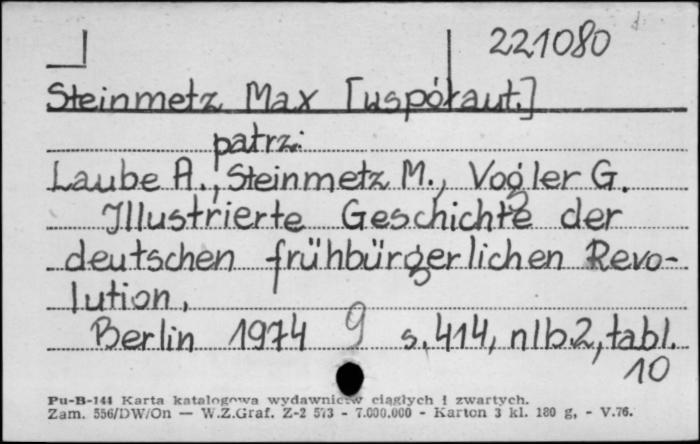 221080
Steinmetz Max [współaut.]
patrz:
Laube A., Steinmetz M., Vogler G.
Illustrierte Geschichte der
deutschen frühbürgerlichen Revo-
lution,
Berlin 1974 9 s. 414, nlb 2, tabl.
10
Pu-B-144 Karta katalogowa wydawnictw ciągłych i zwartych.
Zam. 556/DW/On — W.Z.Graf. Z-2 573 - 7.000.000 - Karton 3 kl. 180 g, - V.76.